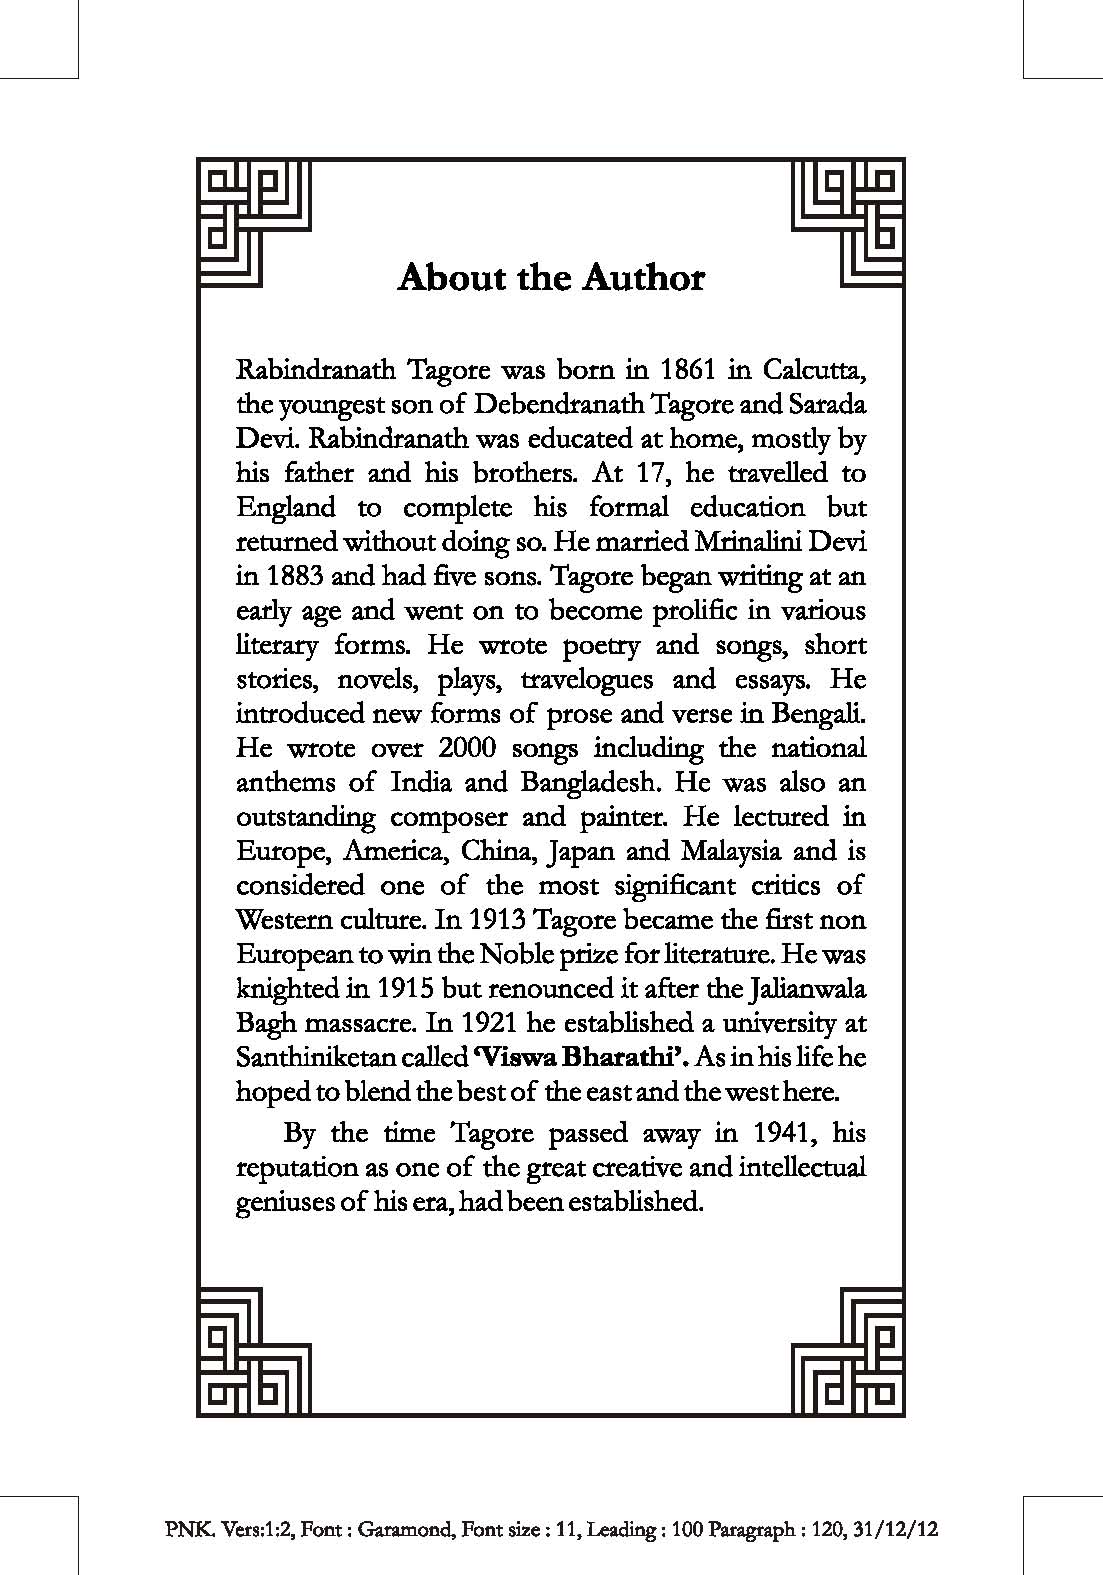 About the Author
Rabindranath Tagore was born in 1861 in Calcutta,
the youngest son of Debendranath Tagore and Sarada
Devi. Rabindranath was educated at home, mostly by
his father and his brothers. At 17, he travelled to
England to complete his formal education but
returned without doing so. He married Mrinalini Devi
in 1883 and had five sons. Tagore began writing at an
early age and went on to become prolific in various
literary forms. He wrote poetry and songs, short
stories, novels, plays, travelogues and essays. He
introduced new forms of prose and verse in Bengali.
He wrote over 2000 songs including the national
anthems of India and Bangladesh. He was also an
outstanding composer and painter. He lectured in
Europe, America, China, Japan and Malaysia and is
considered one of the most significant critics of
Western culture. In 1913 Tagore became the first non
European to win the Noble prize for literature. He was
knighted in 1915 but renounced it after the Jalianwala
Bagh massacre. In 1921 he established a university at
Santhiniketan called ‘Viswa Bharathi’. As in his life he
hoped to blend the best of the east and the west here.
By the time Tagore passed away in 1941, his
reputation as one of the great creative and intellectual
geniuses of his era, had been established.
PNK. Vers:1:2, Font : Garamond, Font size : 11, Leading : 100 Paragraph : 120, 31/12/12